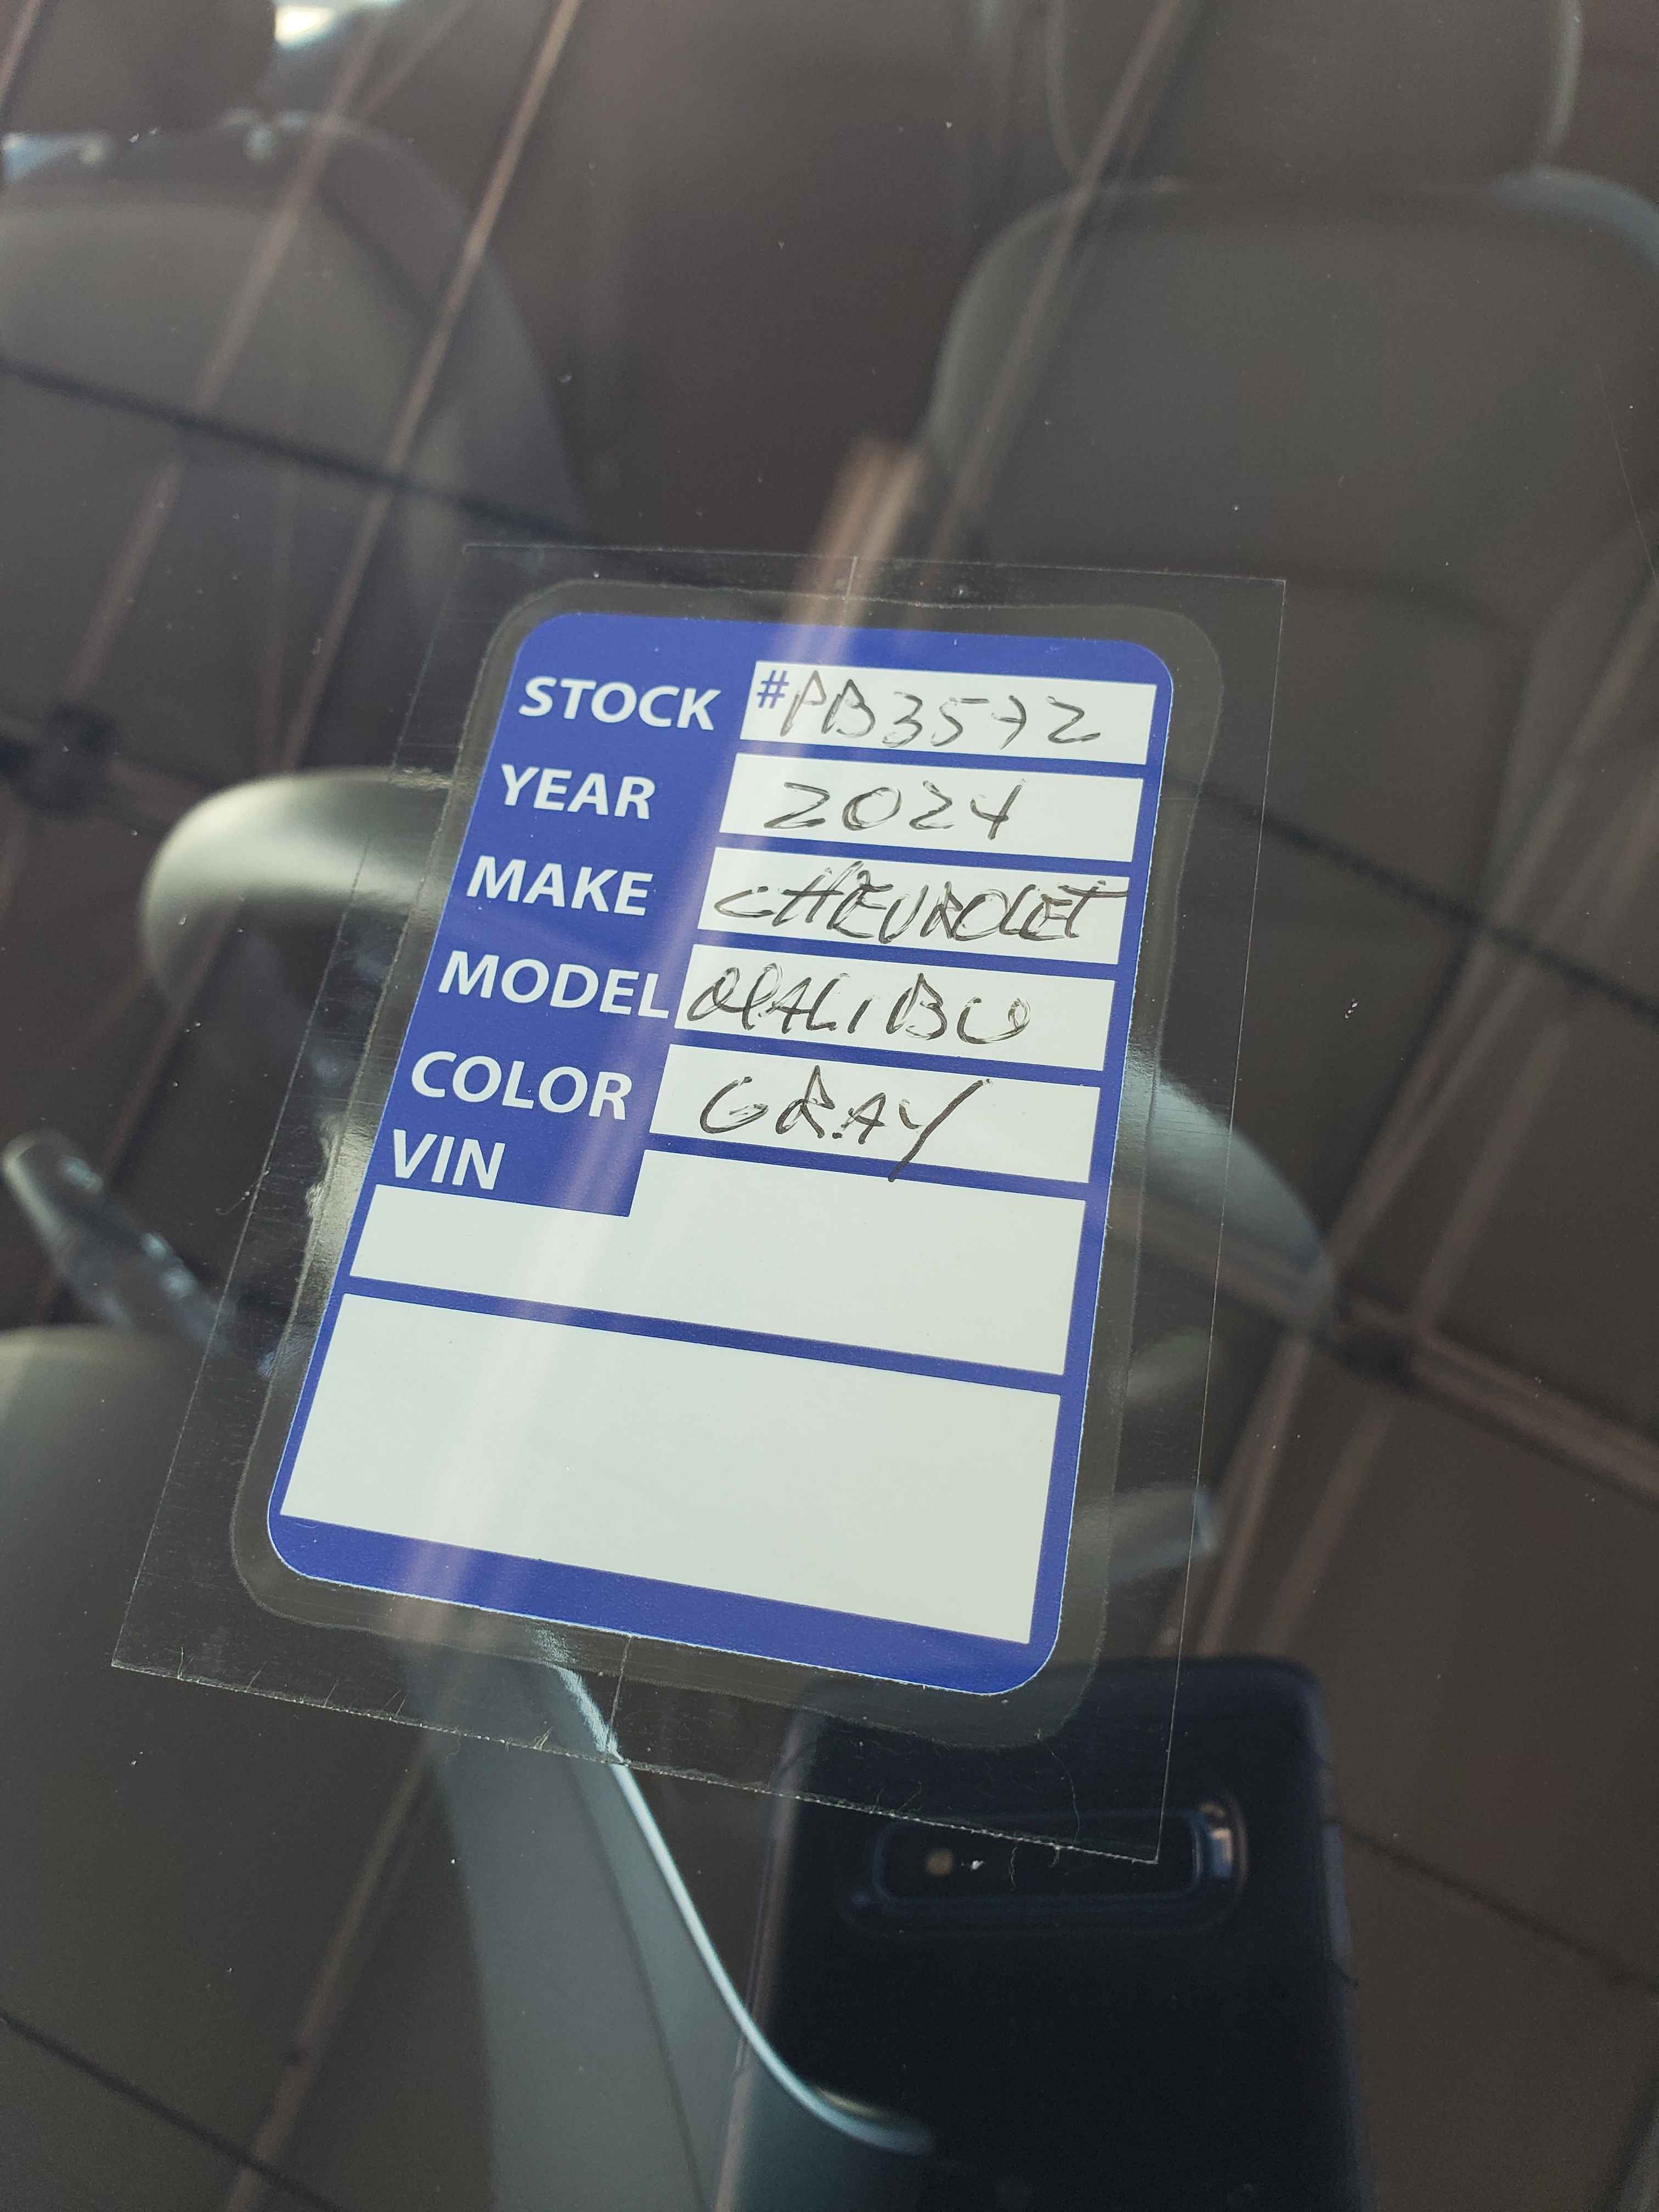 STOCK #PB3572
YEAR 2024
MAKE CHEVROLET
MODEL MALIBU
COLOR GRAY
VIN